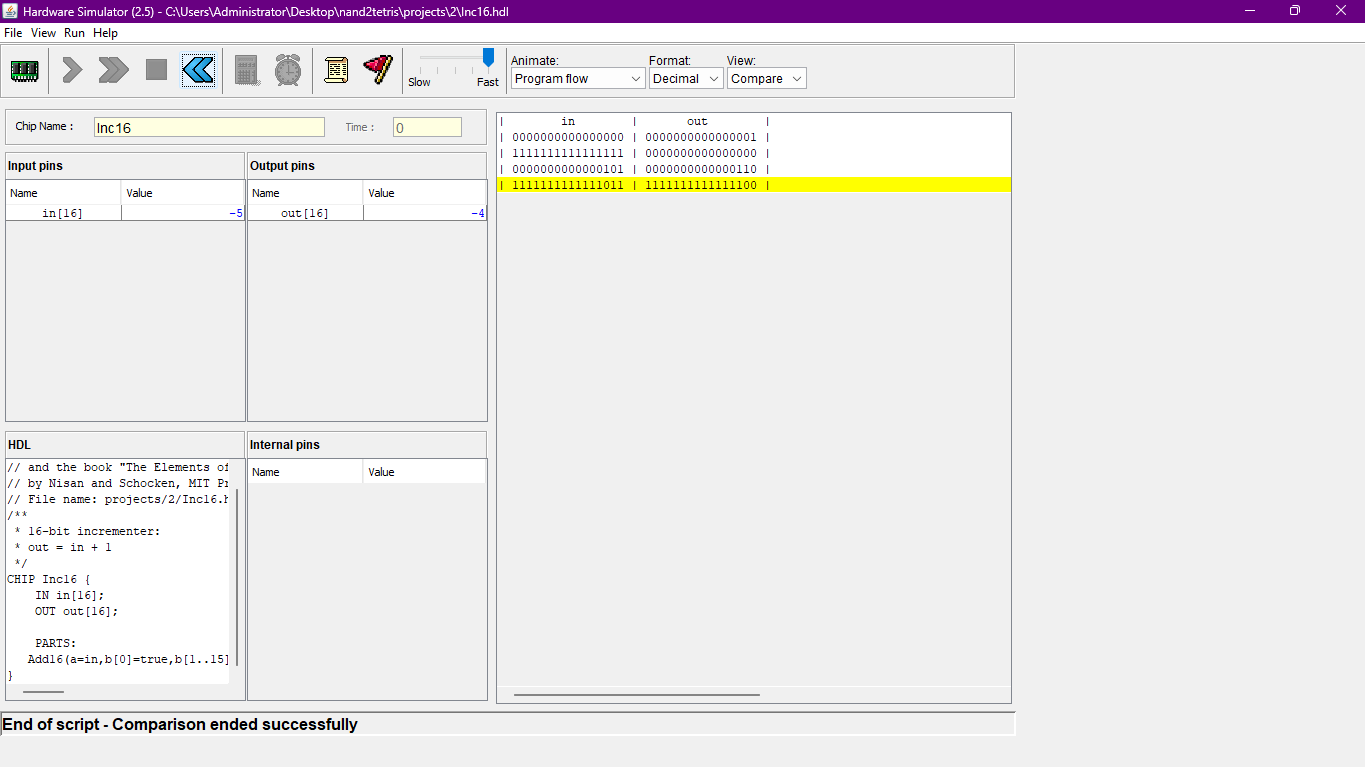 Hardware Simulator (2.5) - C:\Users\Administrator\Desktop\nand2tetris\projects\2\Inc16.hdl
File View Run Help
Slow Fast
Animate: Format: View:
Program flow Decimal Compare
Chip Name : Inc16 Time : 0
Input pins
Name Value
in[16] -5
Output pins
Name Value
out[16] -4
HDL
// and the book "The Elements of
// by Nisan and Schocken, MIT Pr
// File name: projects/2/Inc16.h
/**
* 16-bit incrementer:
* out = in + 1
*/
CHIP Inc16 {
IN in[16];
OUT out[16];
PARTS:
Add16(a=in,b[0]=true,b[1..15]
}
Internal pins
Name Value
| in | out |
| 0000000000000000 | 0000000000000001 |
| 1111111111111111 | 0000000000000000 |
| 0000000000000101 | 0000000000000110 |
| 1111111111111011 | 1111111111111100 |
End of script - Comparison ended successfully